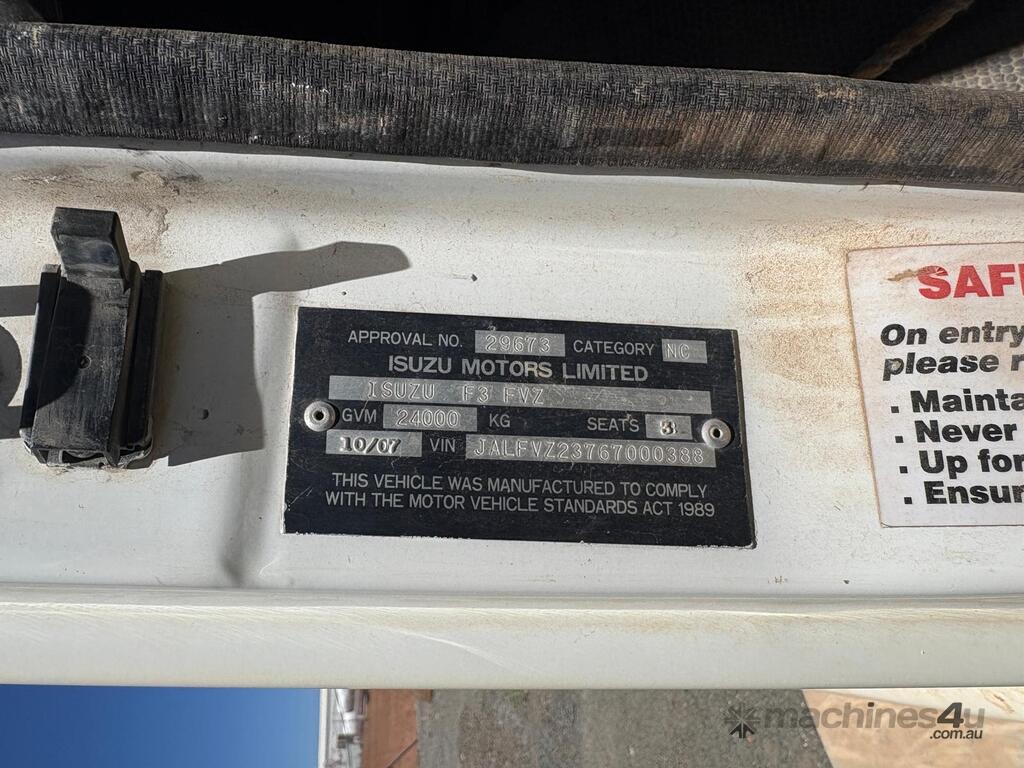 APPROVAL NO. 29673 CATEGORY NC
ISUZU MOTORS LIMITED
ISUZU F3 FVZ
GVM 24000 KG SEATS 3
10/07 VIN JALFVZ23767000388
THIS VEHICLE WAS MANUFACTURED TO COMPLY
WITH THE MOTOR VEHICLE STANDARDS ACT 1989
SAF
On entry
please r
. Mainta
. Never
. Up for
. Ensur
machines4u
.com.au